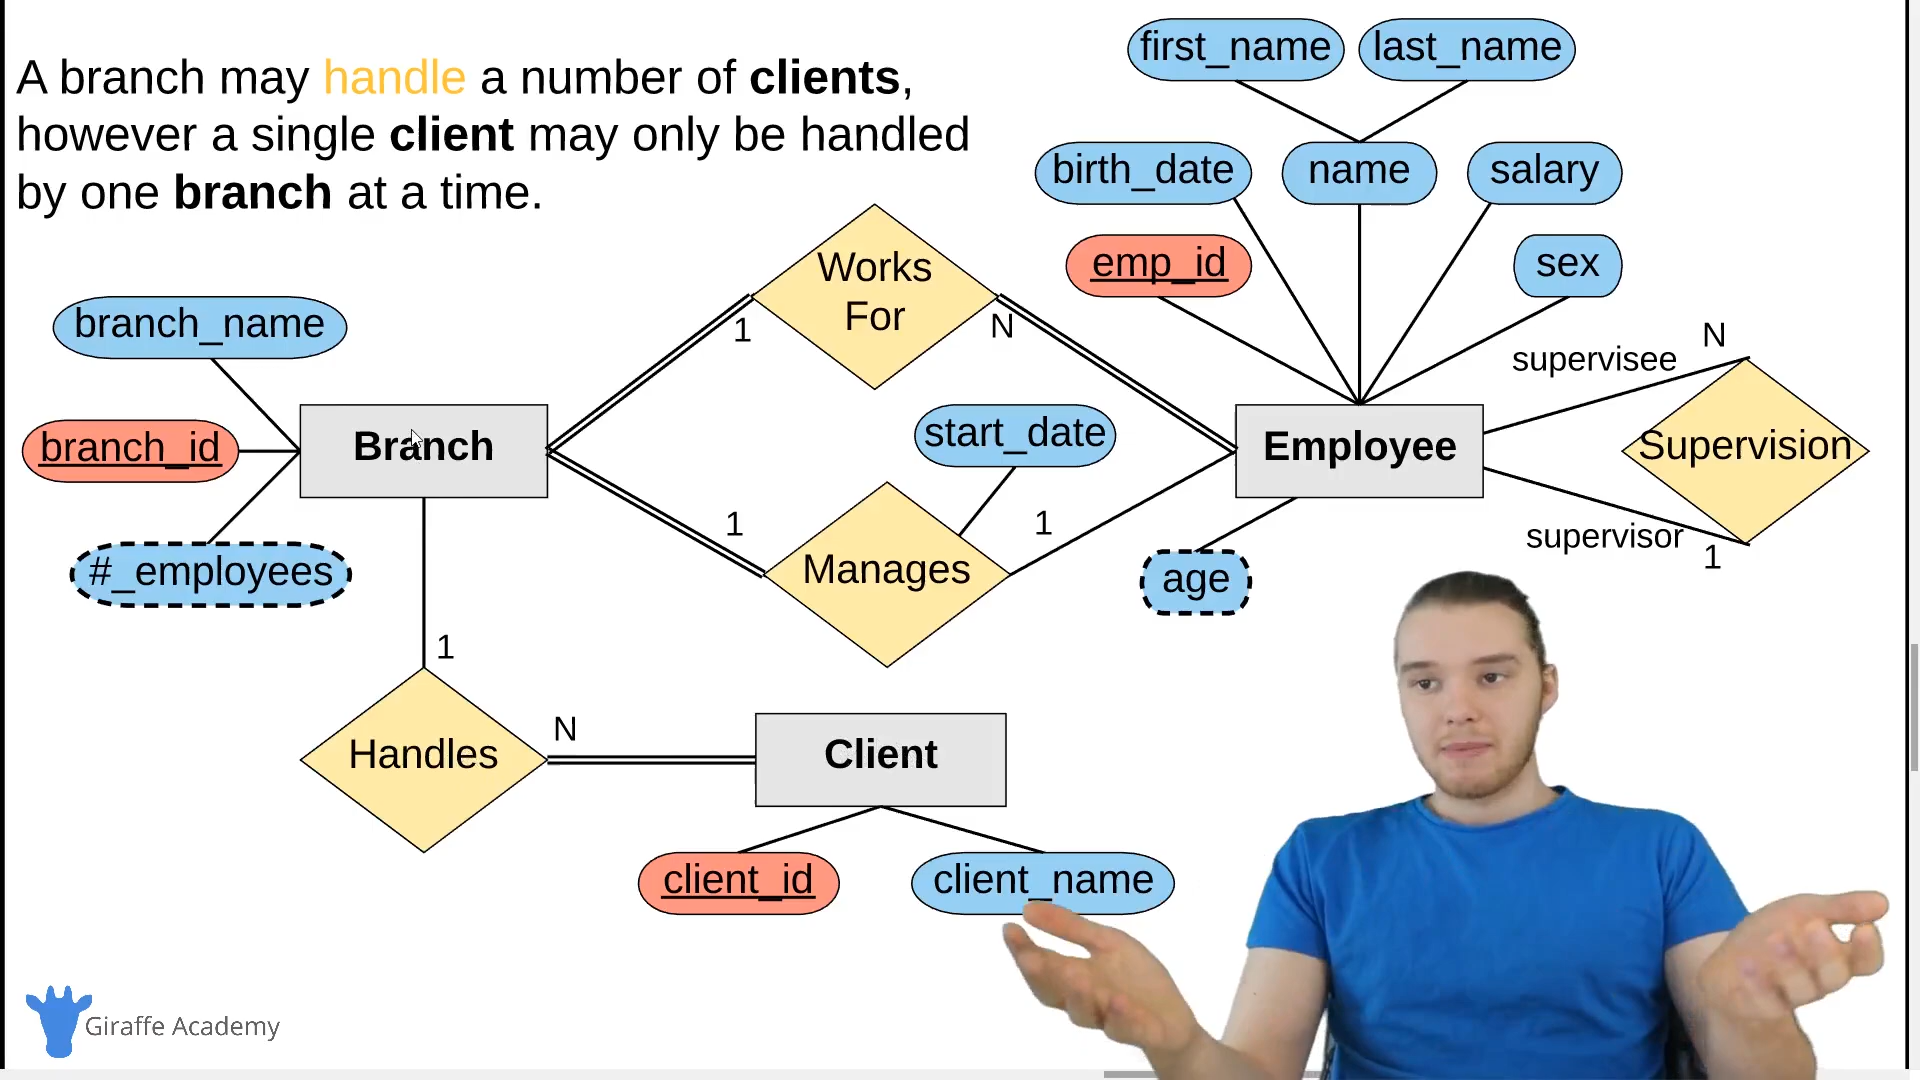 A branch may handle a number of clients,
however a single client may only be handled
by one branch at a time.
first_name
last_name
birth_date
name
salary
emp_id
sex
Works
For
1
N
branch_name
branch_id
#_employees
Branch
start_date
Employee
supervisee
N
Supervision
supervisor
1
1
Manages
1
age
1
Handles
N
Client
client_id
client_name
Giraffe Academy